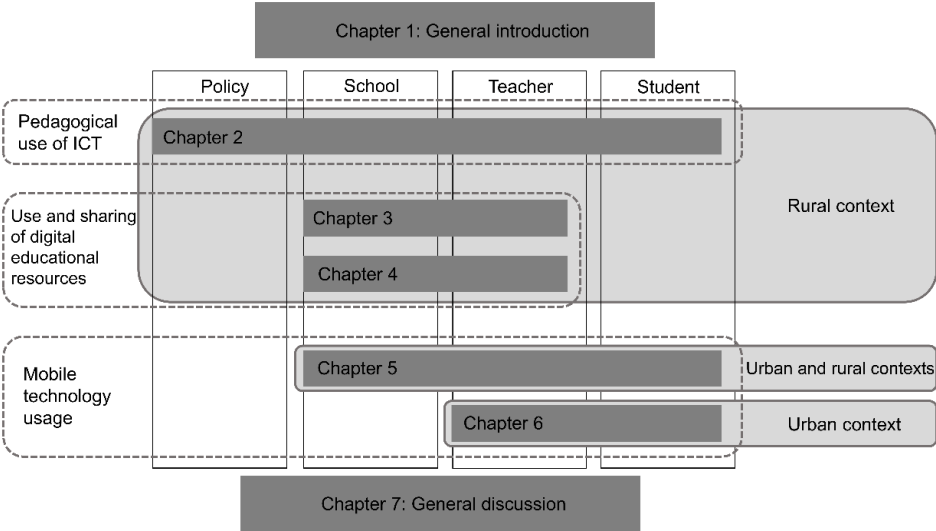 Chapter 1: General introduction
Policy
School
Teacher
Student
Pedagogical
use of ICT
Chapter 2
Rural context
Use and sharing
of digital
educational
resources
Chapter 3
Chapter 4
Mobile
technology
usage
Chapter 5
Urban and rural contexts
Chapter 6
Urban context
Chapter 7: General discussion